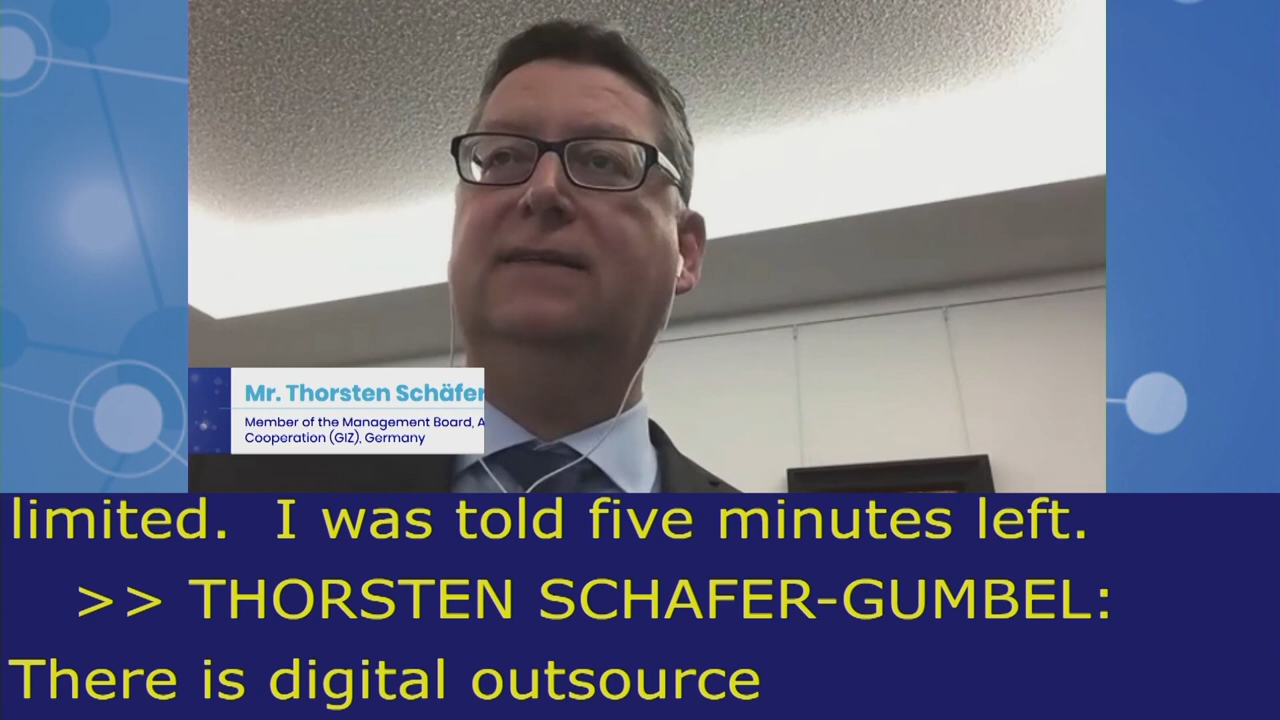 Mr. Thorsten Schäfer
Member of the Management Board, A
Cooperation (GIZ), Germany
limited. I was told five minutes left.
>> THORSTEN SCHAFER-GUMBEL:
There is digital outsource